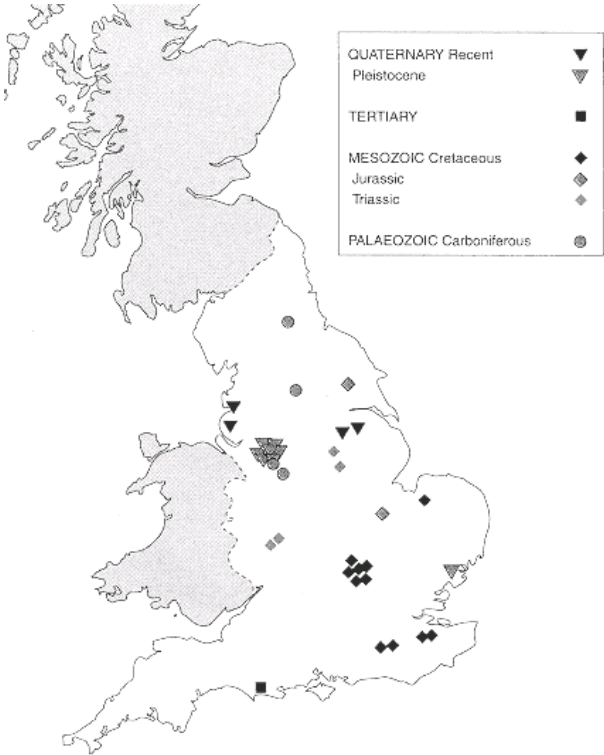 QUATERNARY Recent
Pleistocene
TERTIARY
MESOZOIC Cretaceous
Jurassic
Triassic
PALAEOZOIC Carboniferous